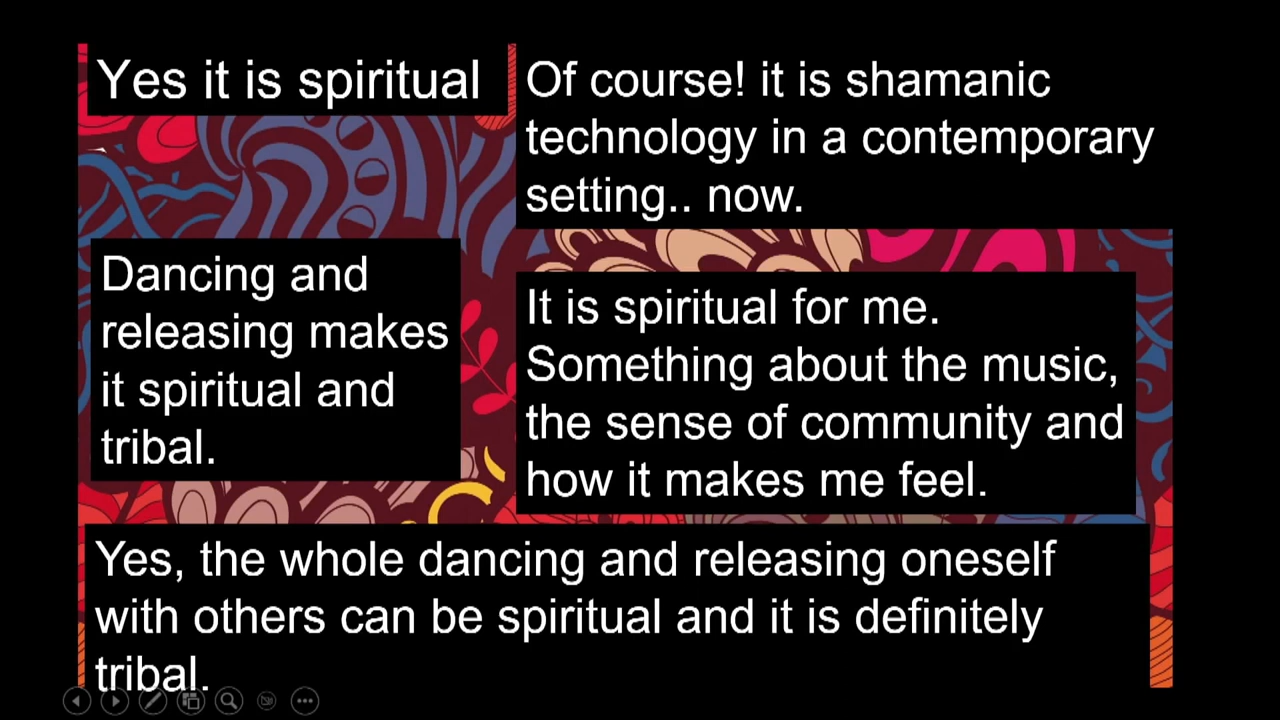 Yes it is spiritual
Of course! it is shamanic
technology in a contemporary
setting.. now.
Dancing and
releasing makes
it spiritual and
tribal.
It is spiritual for me.
Something about the music,
the sense of community and
how it makes me feel.
Yes, the whole dancing and releasing oneself
with others can be spiritual and it is definitely
tribal.